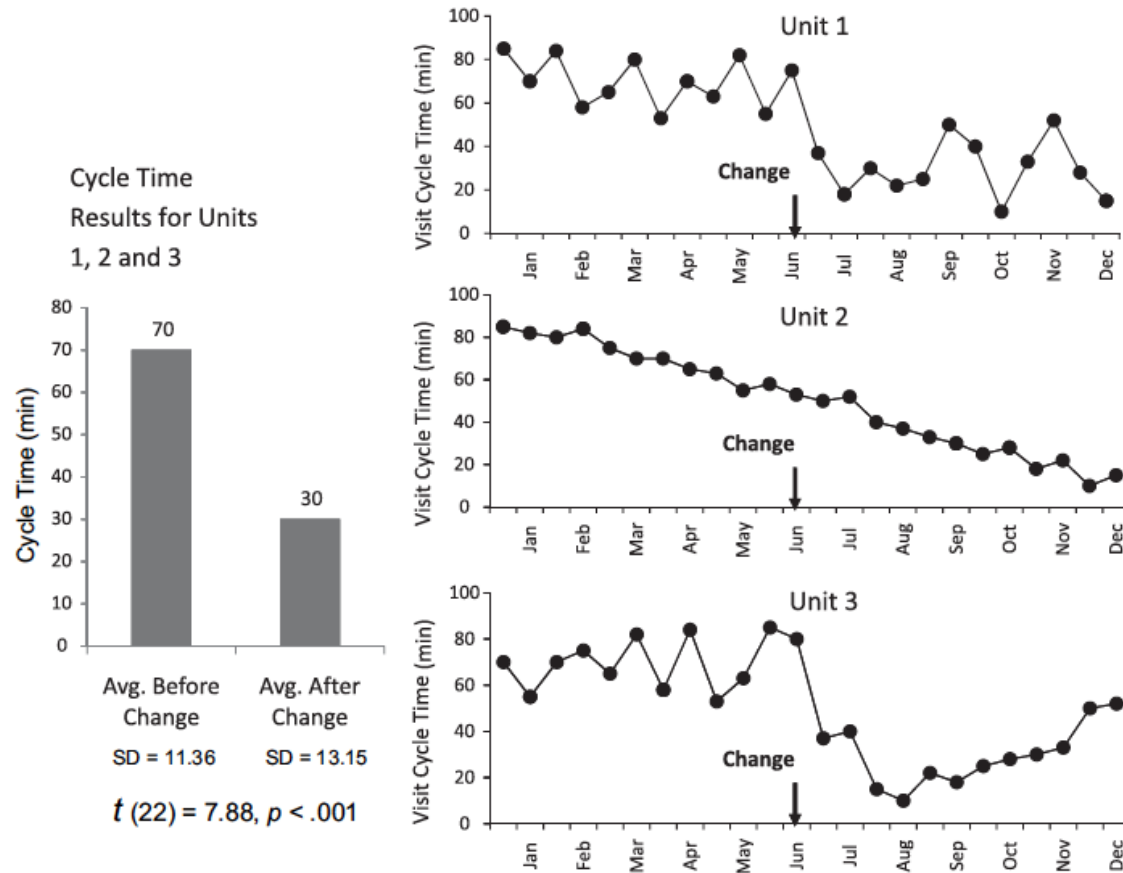 Cycle Time
Results for Units
1, 2 and 3
Cycle Time (min)
80
70
60
50
40
30
20
10
0
70
30
Avg. Before
Change
Avg. After
Change
SD = 11.36
SD = 13.15
t (22) = 7.88, p < .001
Unit 1
Visit Cycle Time (min)
100
80
60
40
20
0
Change
Jan
Feb
Mar
Apr
May
Jun
Jul
Aug
Sep
Oct
Nov
Dec
Unit 2
Visit Cycle Time (min)
100
80
60
40
20
0
Change
Jan
Feb
Mar
Apr
May
Jun
Jul
Aug
Sep
Oct
Nov
Dec
Unit 3
Visit Cycle Time (min)
100
80
60
40
20
0
Change
Jan
Feb
Mar
Apr
May
Jun
Jul
Aug
Sep
Oct
Nov
Dec